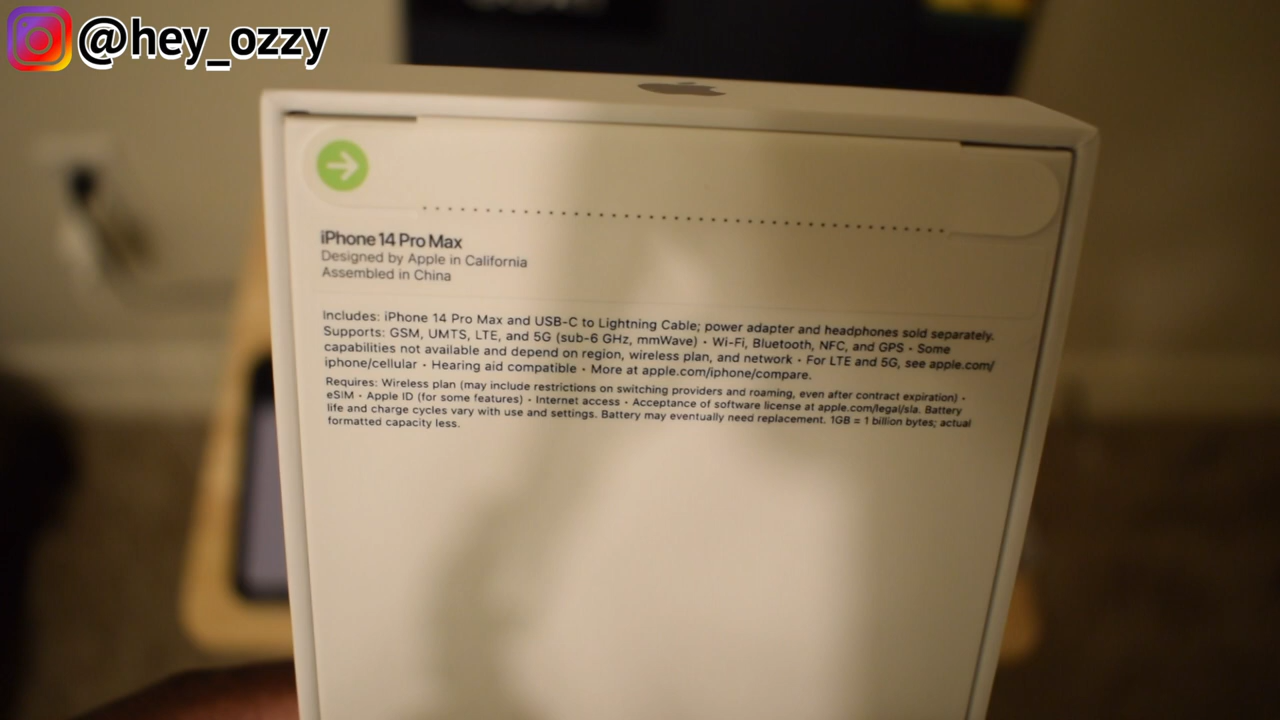 @hey_ozzy
iPhone 14 Pro Max
Designed by Apple in California
Assembled in China
Includes: iPhone 14 Pro Max and USB-C to Lightning Cable; power adapter and headphones sold separately.
Supports: GSM, UMTS, LTE, and 5G (sub-6 GHz, mmWave) • Wi-Fi, Bluetooth, NFC, and GPS • Some
capabilities not available and depend on region, wireless plan, and network • For LTE and 5G, see apple.com/
iphone/cellular • Hearing aid compatible • More at apple.com/iphone/compare.
Requires: Wireless plan (may include restrictions on switching providers and roaming, even after contract expiration) •
eSIM • Apple ID (for some features) • Internet access • Acceptance of software license at apple.com/legal/sla. Battery
life and charge cycles vary with use and settings. Battery may eventually need replacement. 1GB = 1 billion bytes; actual
formatted capacity less.